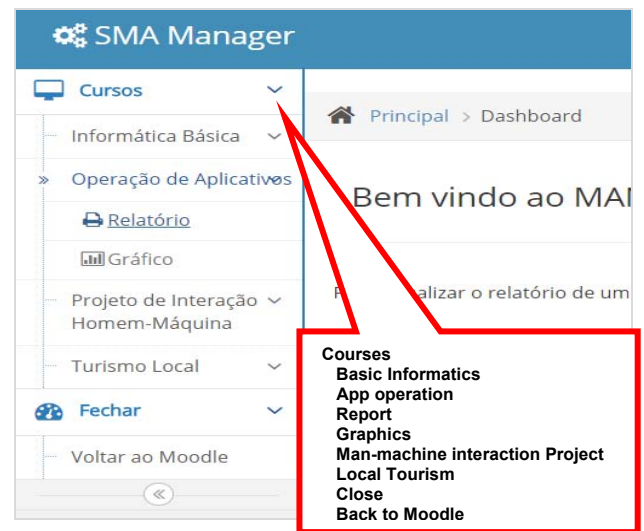 SMA Manager
Cursos
Informática Básica
Operação de Aplicativos
Relatório
Gráfico
Projeto de Interação
Homem-Máquina
Turismo Local
Fechar
Voltar ao Moodle
Principal > Dashboard
Bem vindo ao MA
alizar o relatório de um
Courses
Basic Informatics
App operation
Report
Graphics
Man-machine interaction Project
Local Tourism
Close
Back to Moodle